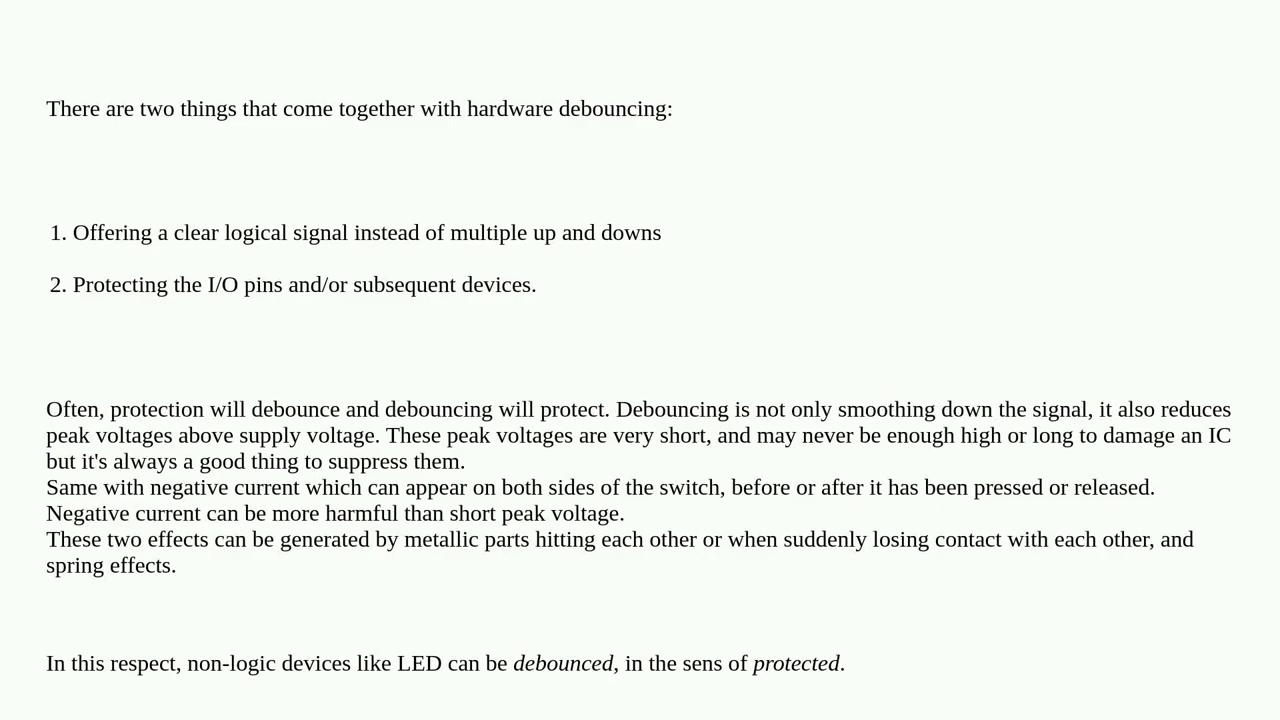 There are two things that come together with hardware debouncing:
1. Offering a clear logical signal instead of multiple up and downs
2. Protecting the I/O pins and/or subsequent devices.
Often, protection will debounce and debouncing will protect. Debouncing is not only smoothing down the signal, it also reduces
peak voltages above supply voltage. These peak voltages are very short, and may never be enough high or long to damage an IC
but it's always a good thing to suppress them.
Same with negative current which can appear on both sides of the switch, before or after it has been pressed or released.
Negative current can be more harmful than short peak voltage.
These two effects can be generated by metallic parts hitting each other or when suddenly losing contact with each other, and
spring effects.
In this respect, non-logic devices like LED can be debounced, in the sens of protected.